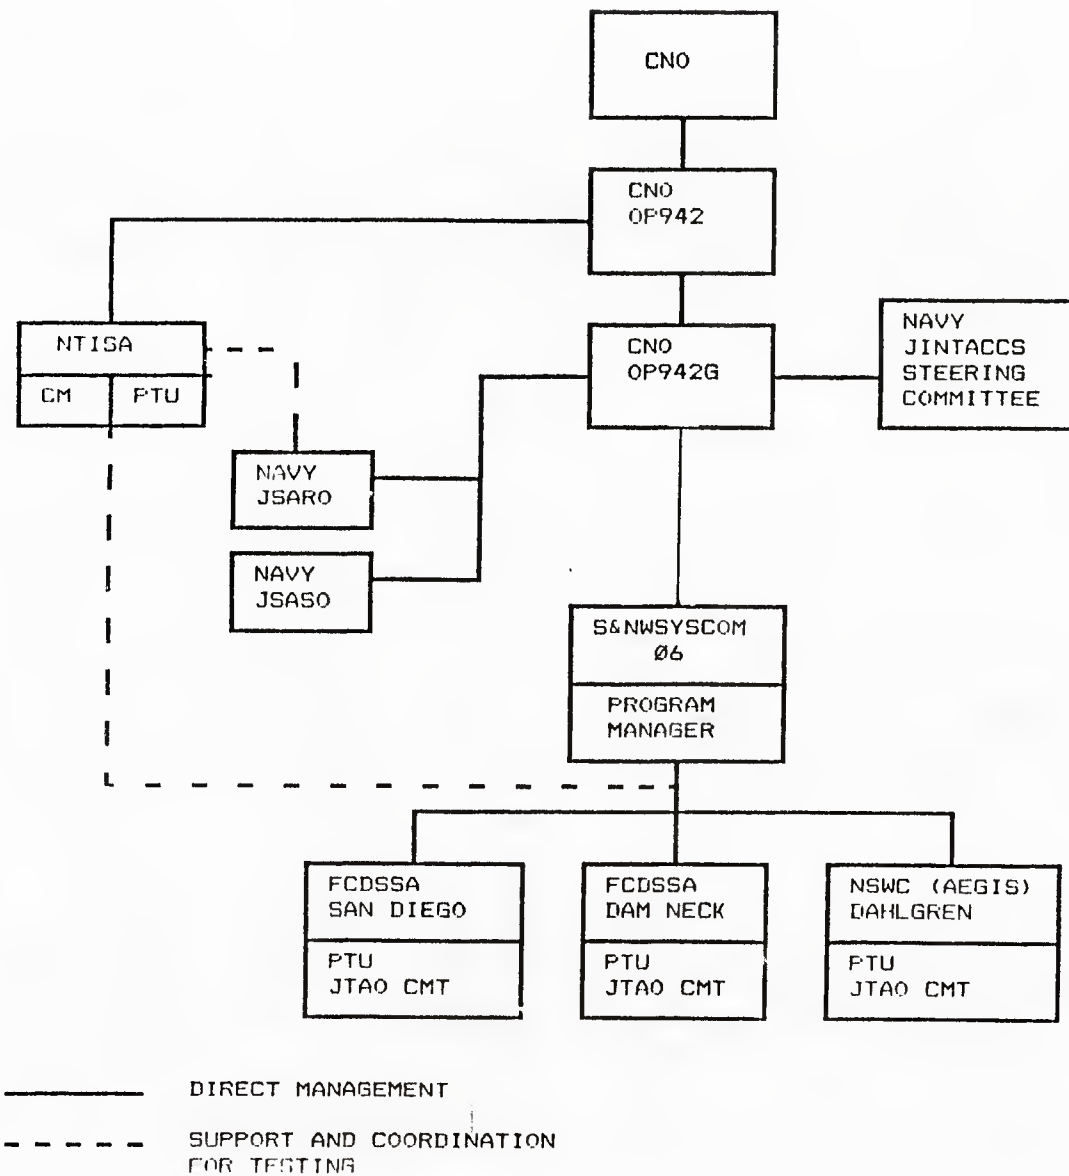 CNO
CNO
OP942
NTISA
CM
PTU
CNO
OP942G
NAVY
JINTACCS
STEERING
COMMITTEE
NAVY
JSARO
NAVY
JSASO
S&NWSYSCOM
Ø6
PROGRAM
MANAGER
FCDSSA
SAN DIEGO
PTU
JTAO CMT
FCDSSA
DAM NECK
PTU
JTAO CMT
NSWC (AEGIS)
DAHLGREN
PTU
JTAO CMT
DIRECT MANAGEMENT
SUPPORT AND COORDINATION
FOR TESTING